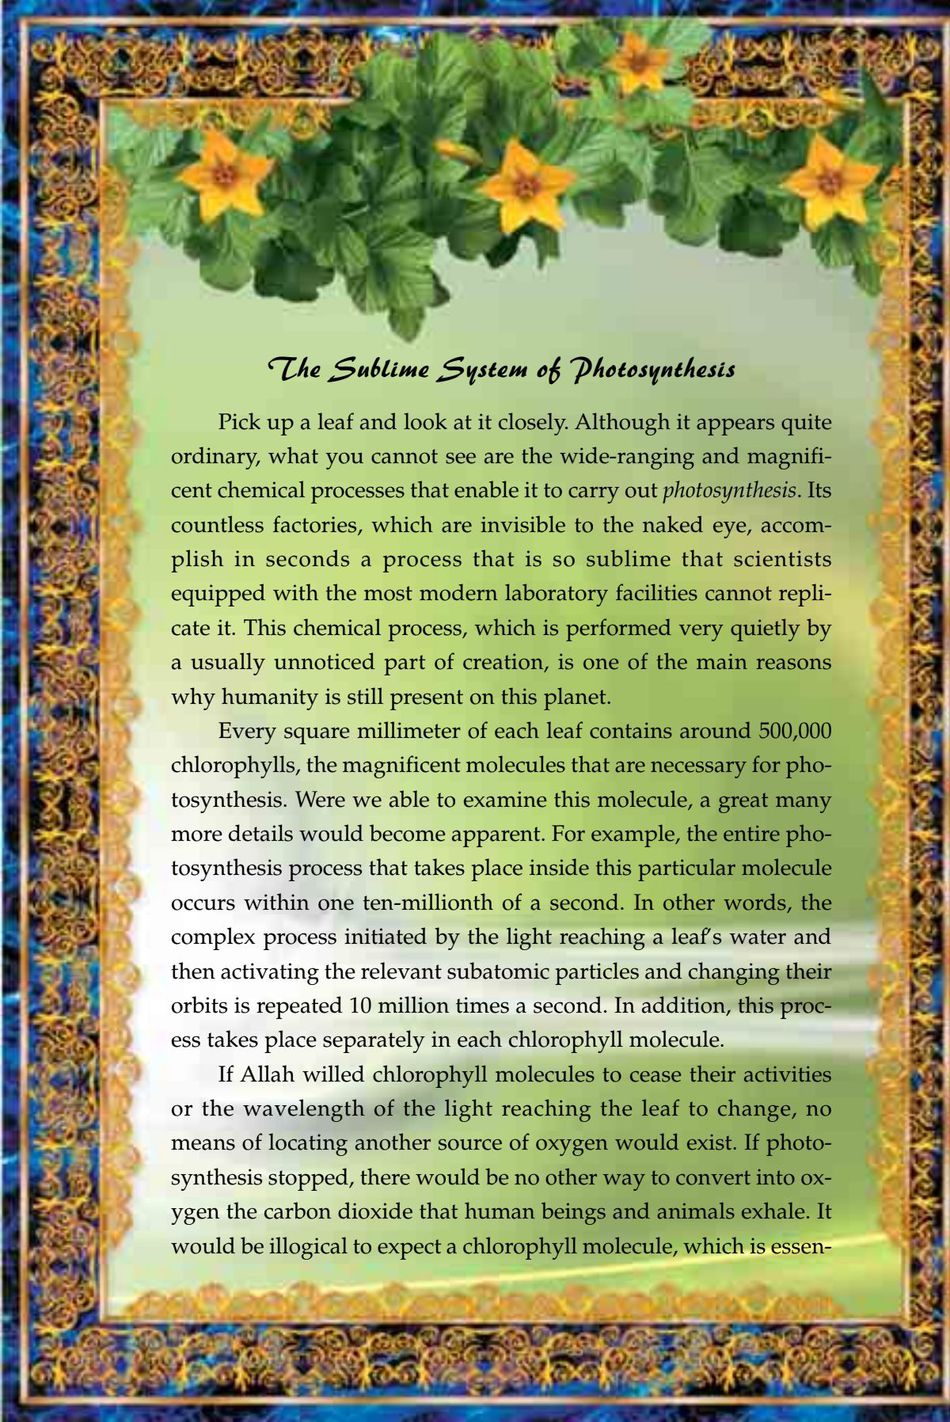 The Sublime System of Photosynthesis
Pick up a leaf and look at it closely. Although it appears quite
ordinary, what you cannot see are the wide-ranging and magnifi-
cent chemical processes that enable it to carry out photosynthesis. Its
countless factories, which are invisible to the naked eye, accom-
plish in seconds a process that is so sublime that scientists
equipped with the most modern laboratory facilities cannot repli-
cate it. This chemical process, which is performed very quietly by
a usually unnoticed part of creation, is one of the main reasons
why humanity is still present on this planet.
Every square millimeter of each leaf contains around 500,000
chlorophylls, the magnificent molecules that are necessary for pho-
tosynthesis. Were we able to examine this molecule, a great many
more details would become apparent. For example, the entire pho-
tosynthesis process that takes place inside this particular molecule
occurs within one ten-millionth of a second. In other words, the
complex process initiated by the light reaching a leaf's water and
then activating the relevant subatomic particles and changing their
orbits is repeated 10 million times a second. In addition, this proc-
ess takes place separately in each chlorophyll molecule.
If Allah willed chlorophyll molecules to cease their activities
or the wavelength of the light reaching the leaf to change, no
means of locating another source of oxygen would exist. If photo-
synthesis stopped, there would be no other way to convert into ox-
ygen the carbon dioxide that human beings and animals exhale. It
would be illogical to expect a chlorophyll molecule, which is essen-